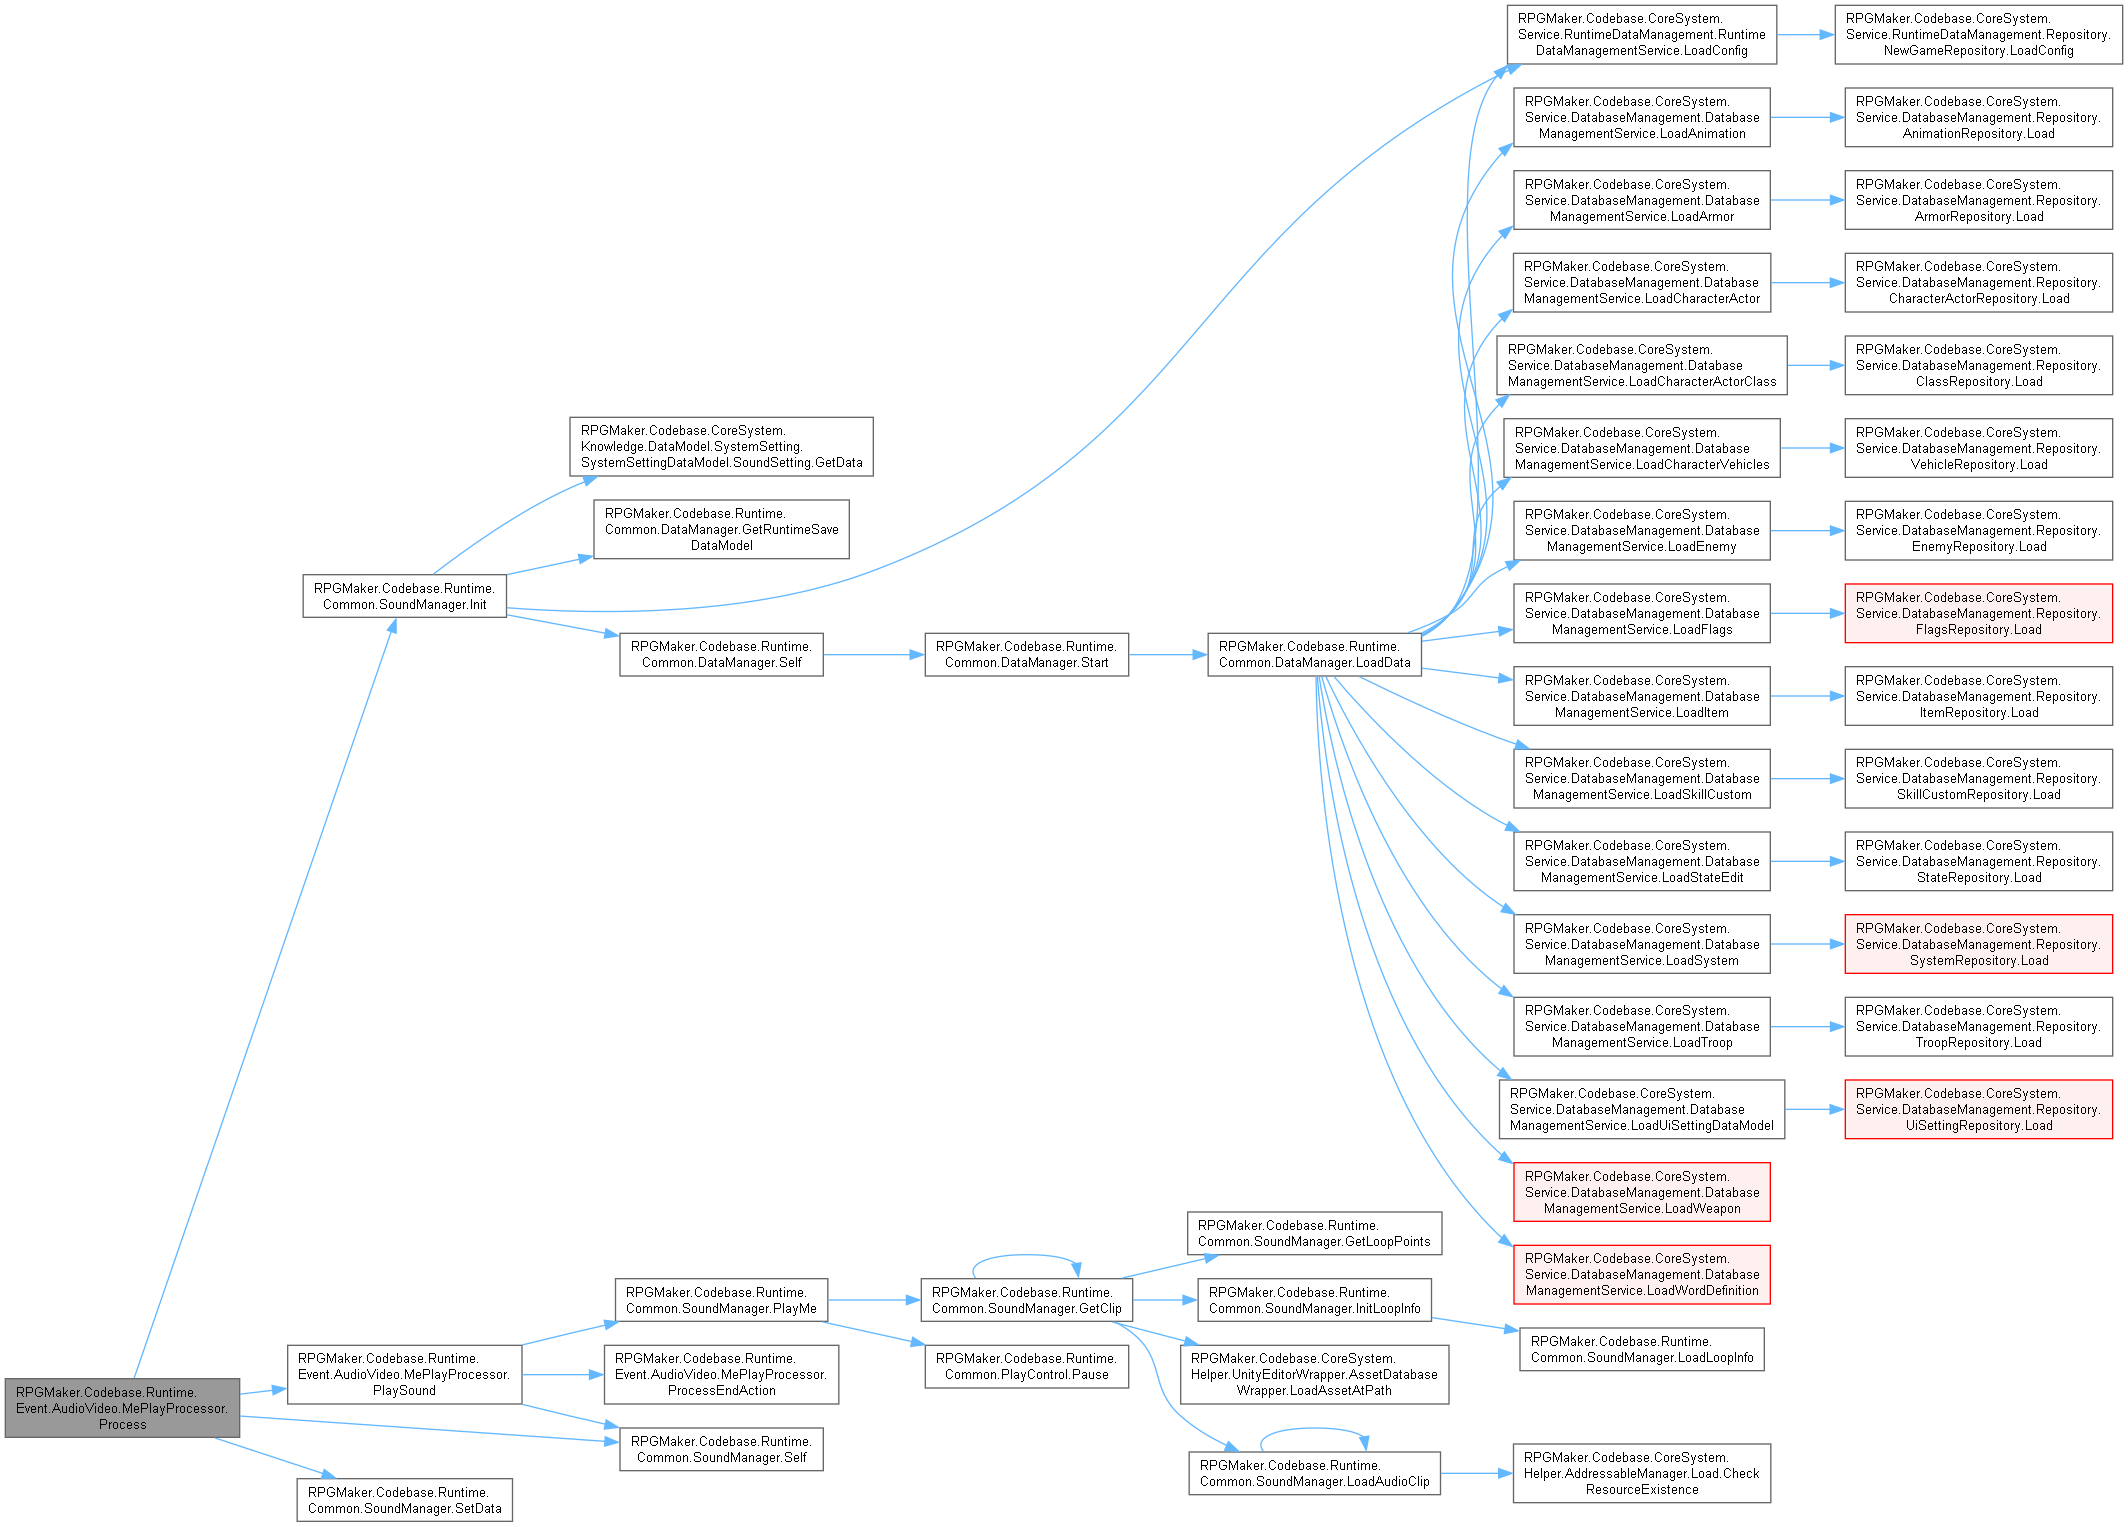 RPGMaker.Codebase.CoreSystem.
Service.RuntimeDataManagement.Runtime
DataManagementService.LoadConfig
RPGMaker.Codebase.CoreSystem.
Service.RuntimeDataManagement.Repository.
NewGameRepository.LoadConfig
RPGMaker.Codebase.CoreSystem.
Service.DatabaseManagement.Database
ManagementService.LoadAnimation
RPGMaker.Codebase.CoreSystem.
Service.DatabaseManagement.Repository.
AnimationRepository.Load
RPGMaker.Codebase.CoreSystem.
Service.DatabaseManagement.Database
ManagementService.LoadArmor
RPGMaker.Codebase.CoreSystem.
Service.DatabaseManagement.Repository.
ArmorRepository.Load
RPGMaker.Codebase.CoreSystem.
Service.DatabaseManagement.Database
ManagementService.LoadCharacterActor
RPGMaker.Codebase.CoreSystem.
Service.DatabaseManagement.Repository.
CharacterActorRepository.Load
RPGMaker.Codebase.CoreSystem.
Service.DatabaseManagement.Database
ManagementService.LoadCharacterActorClass
RPGMaker.Codebase.CoreSystem.
Service.DatabaseManagement.Repository.
ClassRepository.Load
RPGMaker.Codebase.CoreSystem.
Knowledge.DataModel.SystemSetting.
SystemSettingDataModel.SoundSetting.GetData
RPGMaker.Codebase.CoreSystem.
Service.DatabaseManagement.Database
ManagementService.LoadCharacterVehicles
RPGMaker.Codebase.CoreSystem.
Service.DatabaseManagement.Repository.
VehicleRepository.Load
RPGMaker.Codebase.Runtime.
Common.DataManager.GetRuntimeSave
DataModel
RPGMaker.Codebase.CoreSystem.
Service.DatabaseManagement.Database
ManagementService.LoadEnemy
RPGMaker.Codebase.CoreSystem.
Service.DatabaseManagement.Repository.
EnemyRepository.Load
RPGMaker.Codebase.Runtime.
Common.SoundManager.Init
RPGMaker.Codebase.CoreSystem.
Service.DatabaseManagement.Database
ManagementService.LoadFlags
RPGMaker.Codebase.CoreSystem.
Service.DatabaseManagement.Repository.
FlagsRepository.Load
RPGMaker.Codebase.Runtime.
Common.DataManager.Self
RPGMaker.Codebase.Runtime.
Common.DataManager.Start
RPGMaker.Codebase.Runtime.
Common.DataManager.LoadData
RPGMaker.Codebase.CoreSystem.
Service.DatabaseManagement.Database
ManagementService.LoadItem
RPGMaker.Codebase.CoreSystem.
Service.DatabaseManagement.Repository.
ItemRepository.Load
RPGMaker.Codebase.CoreSystem.
Service.DatabaseManagement.Database
ManagementService.LoadSkillCustom
RPGMaker.Codebase.CoreSystem.
Service.DatabaseManagement.Repository.
SkillCustomRepository.Load
RPGMaker.Codebase.CoreSystem.
Service.DatabaseManagement.Database
ManagementService.LoadStateEdit
RPGMaker.Codebase.CoreSystem.
Service.DatabaseManagement.Repository.
StateRepository.Load
RPGMaker.Codebase.CoreSystem.
Service.DatabaseManagement.Database
ManagementService.LoadSystem
RPGMaker.Codebase.CoreSystem.
Service.DatabaseManagement.Repository.
SystemRepository.Load
RPGMaker.Codebase.CoreSystem.
Service.DatabaseManagement.Database
ManagementService.LoadTroop
RPGMaker.Codebase.CoreSystem.
Service.DatabaseManagement.Repository.
TroopRepository.Load
RPGMaker.Codebase.CoreSystem.
Service.DatabaseManagement.Database
ManagementService.LoadUiSettingDataModel
RPGMaker.Codebase.CoreSystem.
Service.DatabaseManagement.Repository.
UiSettingRepository.Load
RPGMaker.Codebase.CoreSystem.
Service.DatabaseManagement.Database
ManagementService.LoadWeapon
RPGMaker.Codebase.CoreSystem.
Service.DatabaseManagement.Database
ManagementService.LoadWordDefinition
RPGMaker.Codebase.Runtime.
Common.SoundManager.GetLoopPoints
RPGMaker.Codebase.Runtime.
Common.SoundManager.PlayMe
RPGMaker.Codebase.Runtime.
Common.SoundManager.GetClip
RPGMaker.Codebase.Runtime.
Common.SoundManager.InitLoopInfo
RPGMaker.Codebase.Runtime.
Common.SoundManager.LoadLoopInfo
RPGMaker.Codebase.Runtime.
Event.AudioVideo.MePlayProcessor.
PlaySound
RPGMaker.Codebase.Runtime.
Event.AudioVideo.MePlayProcessor.
ProcessEndAction
RPGMaker.Codebase.Runtime.
Common.PlayControl.Pause
RPGMaker.Codebase.CoreSystem.
Helper.UnityEditorWrapper.AssetDatabase
Wrapper.LoadAssetAtPath
RPGMaker.Codebase.Runtime.
Event.AudioVideo.MePlayProcessor.
Process
RPGMaker.Codebase.Runtime.
Common.SoundManager.Self
RPGMaker.Codebase.Runtime.
Common.SoundManager.LoadAudioClip
RPGMaker.Codebase.CoreSystem.
Helper.AddressableManager.Load.Check
ResourceExistence
RPGMaker.Codebase.Runtime.
Common.SoundManager.SetData